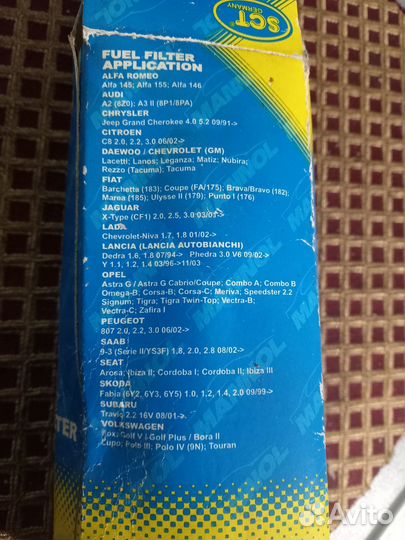 SCT
GERMANY
FUEL FILTER
APPLICATION
ALFA ROMEO
Alfa 145; Alfa 155; Alfa 146
AUDI
A2 (8Z0); A3 II (8P1/8PA)
CHRYSLER
Jeep Grand Cherokee 4.0 5.2 09/91->
CITROEN
C8 2.0, 2.2, 3.0 06/02->
DAEWOO / CHEVROLET (GM)
Lacetti; Lanos; Leganza; Matiz; Nubira;
Rezzo (Tacuma); Tacuma
FIAT
Barchetta (183); Coupe (FA/175); Brava/Bravo (182);
Marea (185); Ulysse II (179); Punto I (176)
JAGUAR
X-Type (CF1) 2.0, 2.5, 3.0 03/01->
LADA
Chevrolet-Niva 1.7, 1.8 01/02->
LANCIA (LANCIA AUTOBIANCHI)
Dedra 1.6, 1.8 07/94-> Phedra 3.0 V6 09/02->
Y 1.1, 1.2, 1.4 03/96->11/03
OPEL
Astra G / Astra G Cabrio/Coupe; Combo A; Combo B
Omega-B; Corsa-B; Corsa-C; Meriva; Speedster 2.2
Signum; Tigra; Tigra Twin-Top; Vectra-B;
Vectra-C; Zafira I
PEUGEOT
807 2.0, 2.2, 3.0 06/02->
SAAB
9-3 (Serie II/YS3F) 1.8, 2.0, 2.8 08/02->
SEAT
Arosa; Ibiza II; Cordoba I; Cordoba II; Ibiza III
SKODA
Fabia (6Y2, 6Y3, 6Y5) 1.0, 1.2, 1.4, 2.0 09/99->
SUBARU
Traviq 2.2 16V 08/01->
VOLKSWAGEN
Fox; Golf V / Golf Plus / Bora II
Lupo; Polo III; Polo IV (9N); Touran
TER
MANNOL
Avito